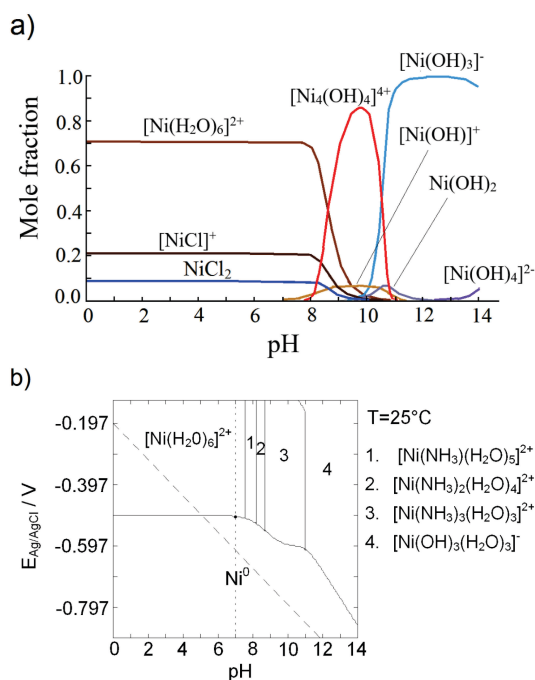 a)
[Ni(OH)₃]⁻
[Ni₄(OH)₄]⁴⁺
1.0
[Ni(OH)]⁺
0.8
[Ni(H₂O)₆]²⁺
Ni(OH)₂
Mole fraction
0.6
0.4
[NiCl]⁺
[Ni(OH)₄]²⁻
0.2
NiCl₂
0.0
0 2 4 6 8 10 12 14
pH
b)
T=25°C
-0.197
[Ni(H₂0)₆]²⁺
1 2 3 4
1. [Ni(NH₃)(H₂O)₅]²⁺
-0.397
2. [Ni(NH₃)₂(H₂O)₄]²⁺
3. [Ni(NH₃)₃(H₂O)₃]²⁺
E Ag/AgCl / V
4. [Ni(OH)₃(H₂O)₃]⁻
-0.597
Ni⁰
-0.797
0 2 4 6 8 10 12 14
pH